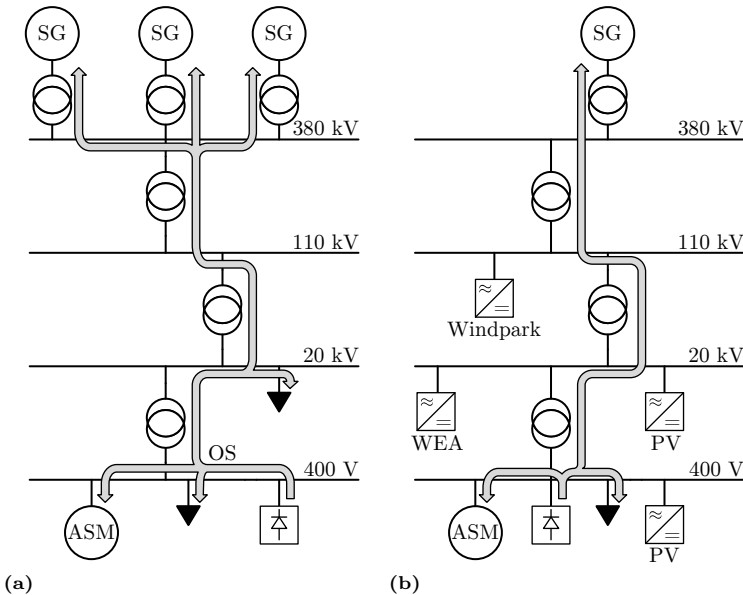 SG SG SG SG
380 kV 380 kV
110 kV 110 kV
≈
=
Windpark
20 kV 20 kV
≈ ≈
= =
WEA PV
OS
400 V 400 V
≈
ASM ASM =
PV
(a) (b)